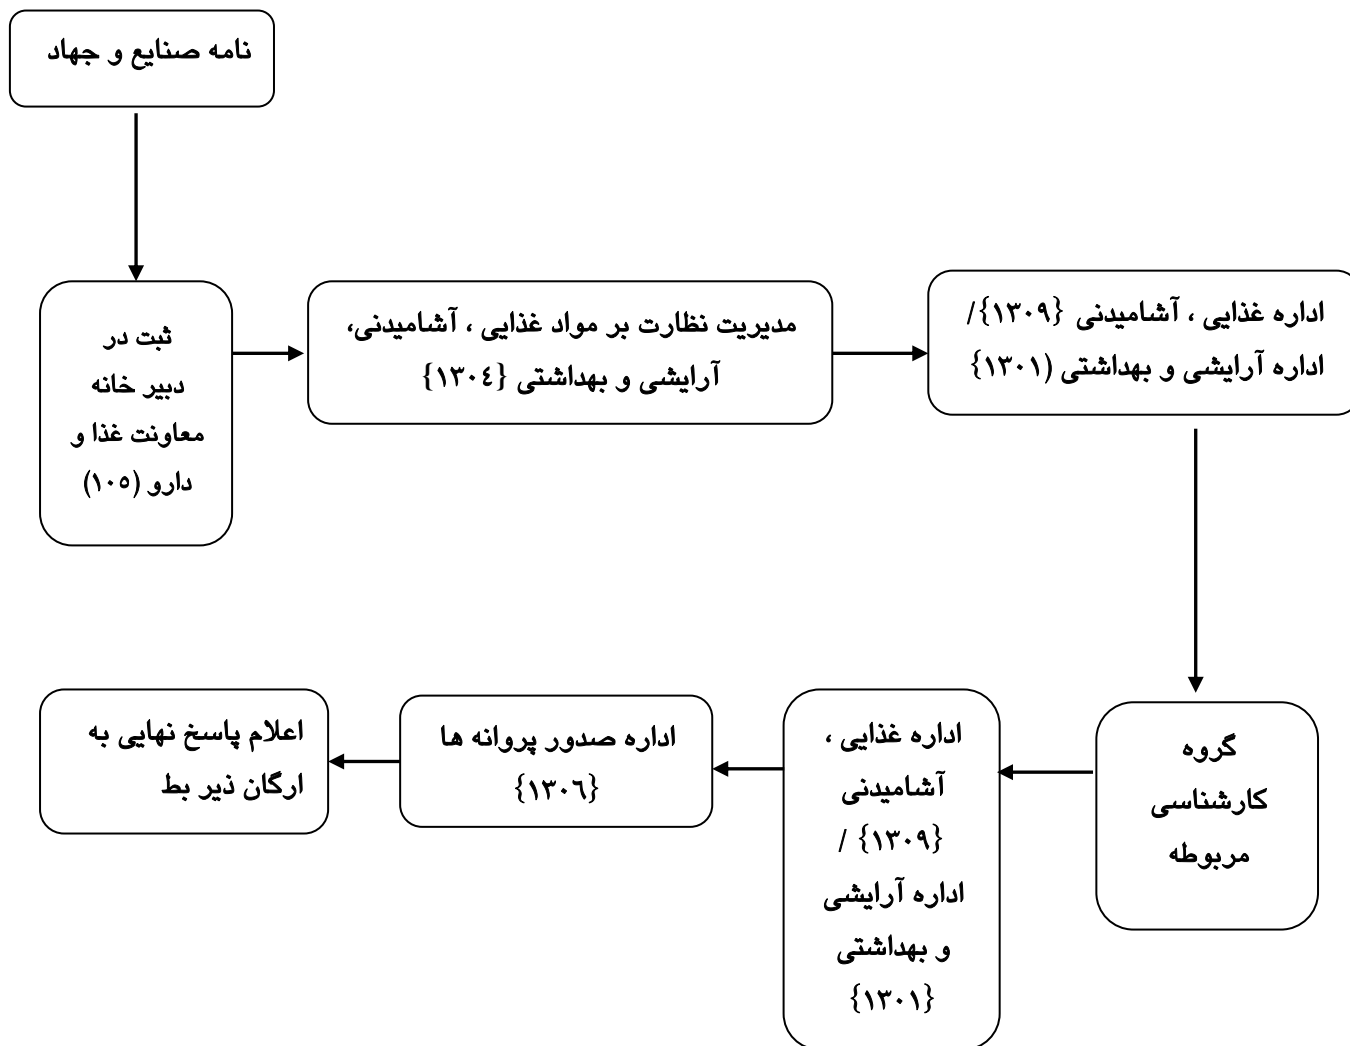 نامه صنایع و جهاد
ثبت در
دبیر خانه
معاونت غذا و
دارو (۱۰۵)
مدیریت نظارت بر مواد غذایی ، آشامیدنی،
آرایشی و بهداشتی {۱۳۰٤}
اداره غذایی ، آشامیدنی {۱۳۰۹}/
اداره آرایشی و بهداشتی (۱۳۰۱}
گروه
کارشناسی
مربوطه
اداره غذایی ،
آشامیدنی
{۱۳۰۹} /
اداره آرایشی
و بهداشتی
{۱۳۰۱}
اداره صدور پروانه ها
{۱۳۰٦}
اعلام پاسخ نهایی به
ارگان ذیر بط